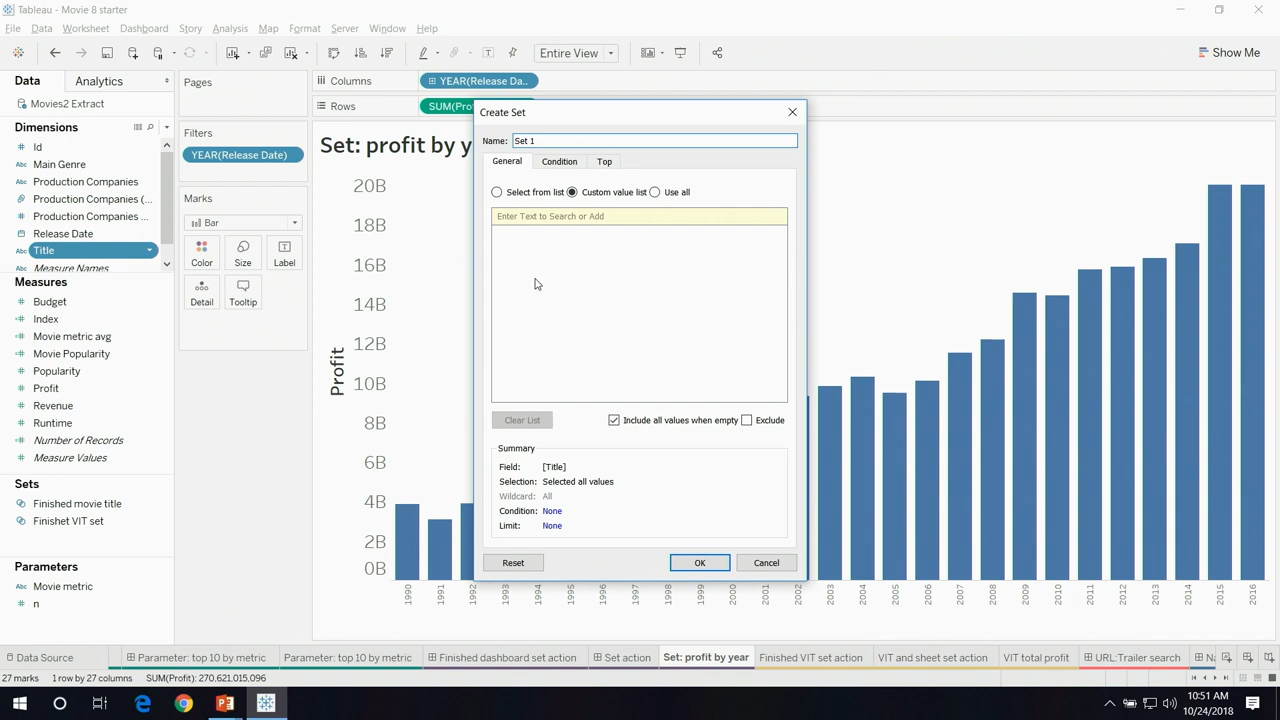 Tableau - Movie 8 starter
File Data Worksheet Dashboard Story Analysis Map Format Server Window Help
Entire View
Show Me
Data Analytics
Movies2 Extract
Dimensions
Id
Abc Main Genre
Abc Production Companies
Production Companies (...
Abc Production Companies ...
Release Date
Abc Title
Abc Measure Names
Measures
Budget
Index
Movie metric avg
Movie Popularity
Popularity
Profit
Revenue
Runtime
Number of Records
Measure Values
Sets
Finished movie title
Finishet VIT set
Parameters
Abc Movie metric
n
Pages
Filters
YEAR(Release Date)
Marks
Bar
Color Size Label
Detail Tooltip
Columns
YEAR(Release Da..
Rows
SUM(Pro
Set: profit by ye
Profit
20B
18B
16B
14B
12B
10B
8B
6B
4B
2B
0B
1990 1991 1992 1993 1994 1995 1996 1997 1998 1999 2000 2001 2002 2003 2004 2005 2006 2007 2008 2009 2010 2011 2012 2013 2014 2015 2016
Create Set
Name: Set 1
General Condition Top
Select from list Custom value list Use all
Enter Text to Search or Add
Clear List
Include all values when empty Exclude
Summary
Field: [Title]
Selection: Selected all values
Wildcard: All
Condition: None
Limit: None
Reset OK Cancel
Data Source Parameter: top 10 by metric Parameter: top 10 by metric Finished dashboard set action Set action Set: profit by year Finished VIT set action VIT and sheet set action VIT total profit URL:Trailer search
27 marks 1 row by 27 columns SUM(Profit): 270.621,015,096
10:51 AM
10/24/2018